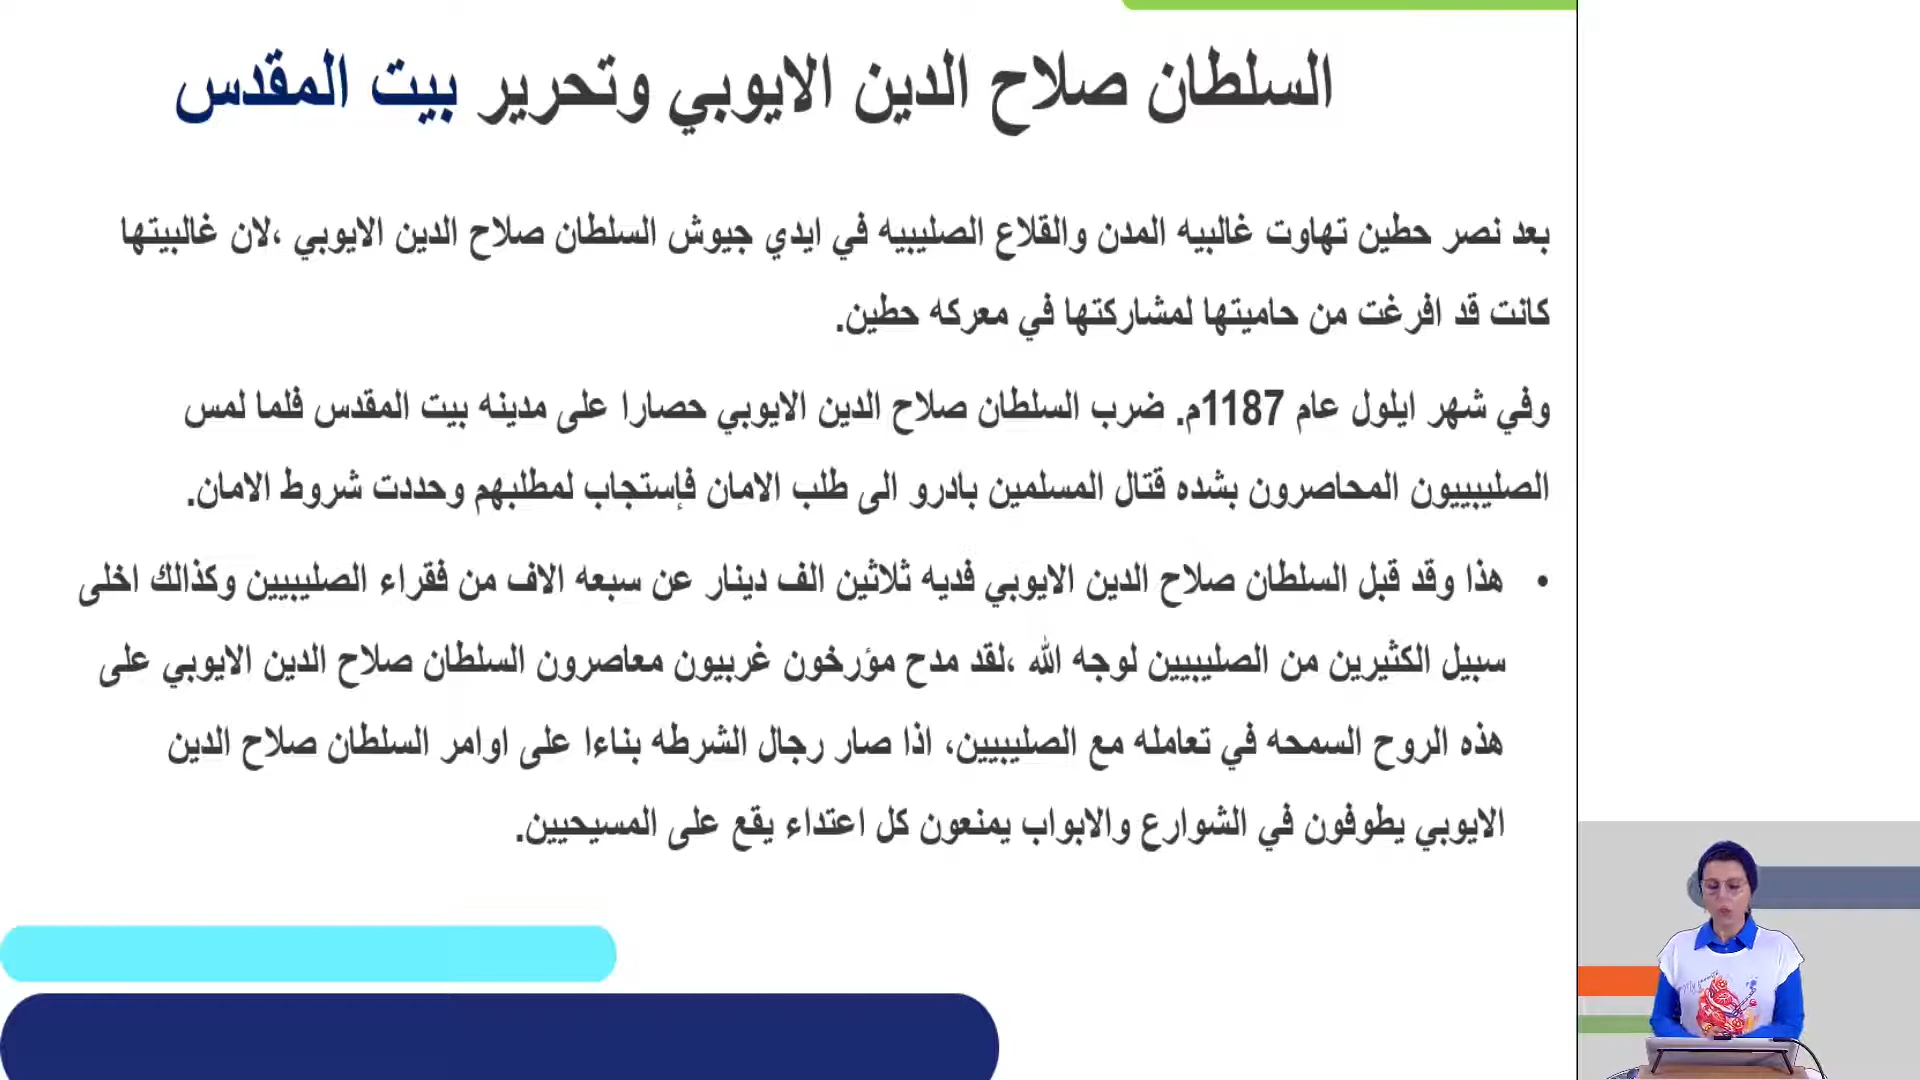 السلطان صلاح الدين الايوبي وتحرير بيت المقدس
بعد نصر حطين تهاوت غالبيه المدن والقلاع الصليبيه في ايدي جيوش السلطان صلاح الدين الايوبي ،لان غالبيتها
كانت قد افرغت من حاميتها لمشاركتها في معركه حطين.
وفي شهر ايلول عام 1187م. ضرب السلطان صلاح الدين الايوبي حصارا على مدينه بيت المقدس فلما لمس
الصليبييون المحاصرون بشده قتال المسلمين بادرو الى طلب الامان فإستجاب لمطلبهم وحددت شروط الامان.
• هذا وقد قبل السلطان صلاح الدين الايوبي فديه ثلاثين الف دينار عن سبعه الاف من فقراء الصليبيين وكذالك اخلى
سبيل الكثيرين من الصليبيين لوجه الله ،لقد مدح مؤرخون غربيون معاصرون السلطان صلاح الدين الايوبي على
هذه الروح السمحه في تعامله مع الصليبيين، اذا صار رجال الشرطه بناءا على اوامر السلطان صلاح الدين
الايوبي يطوفون في الشوارع والابواب يمنعون كل اعتداء يقع على المسيحيين.